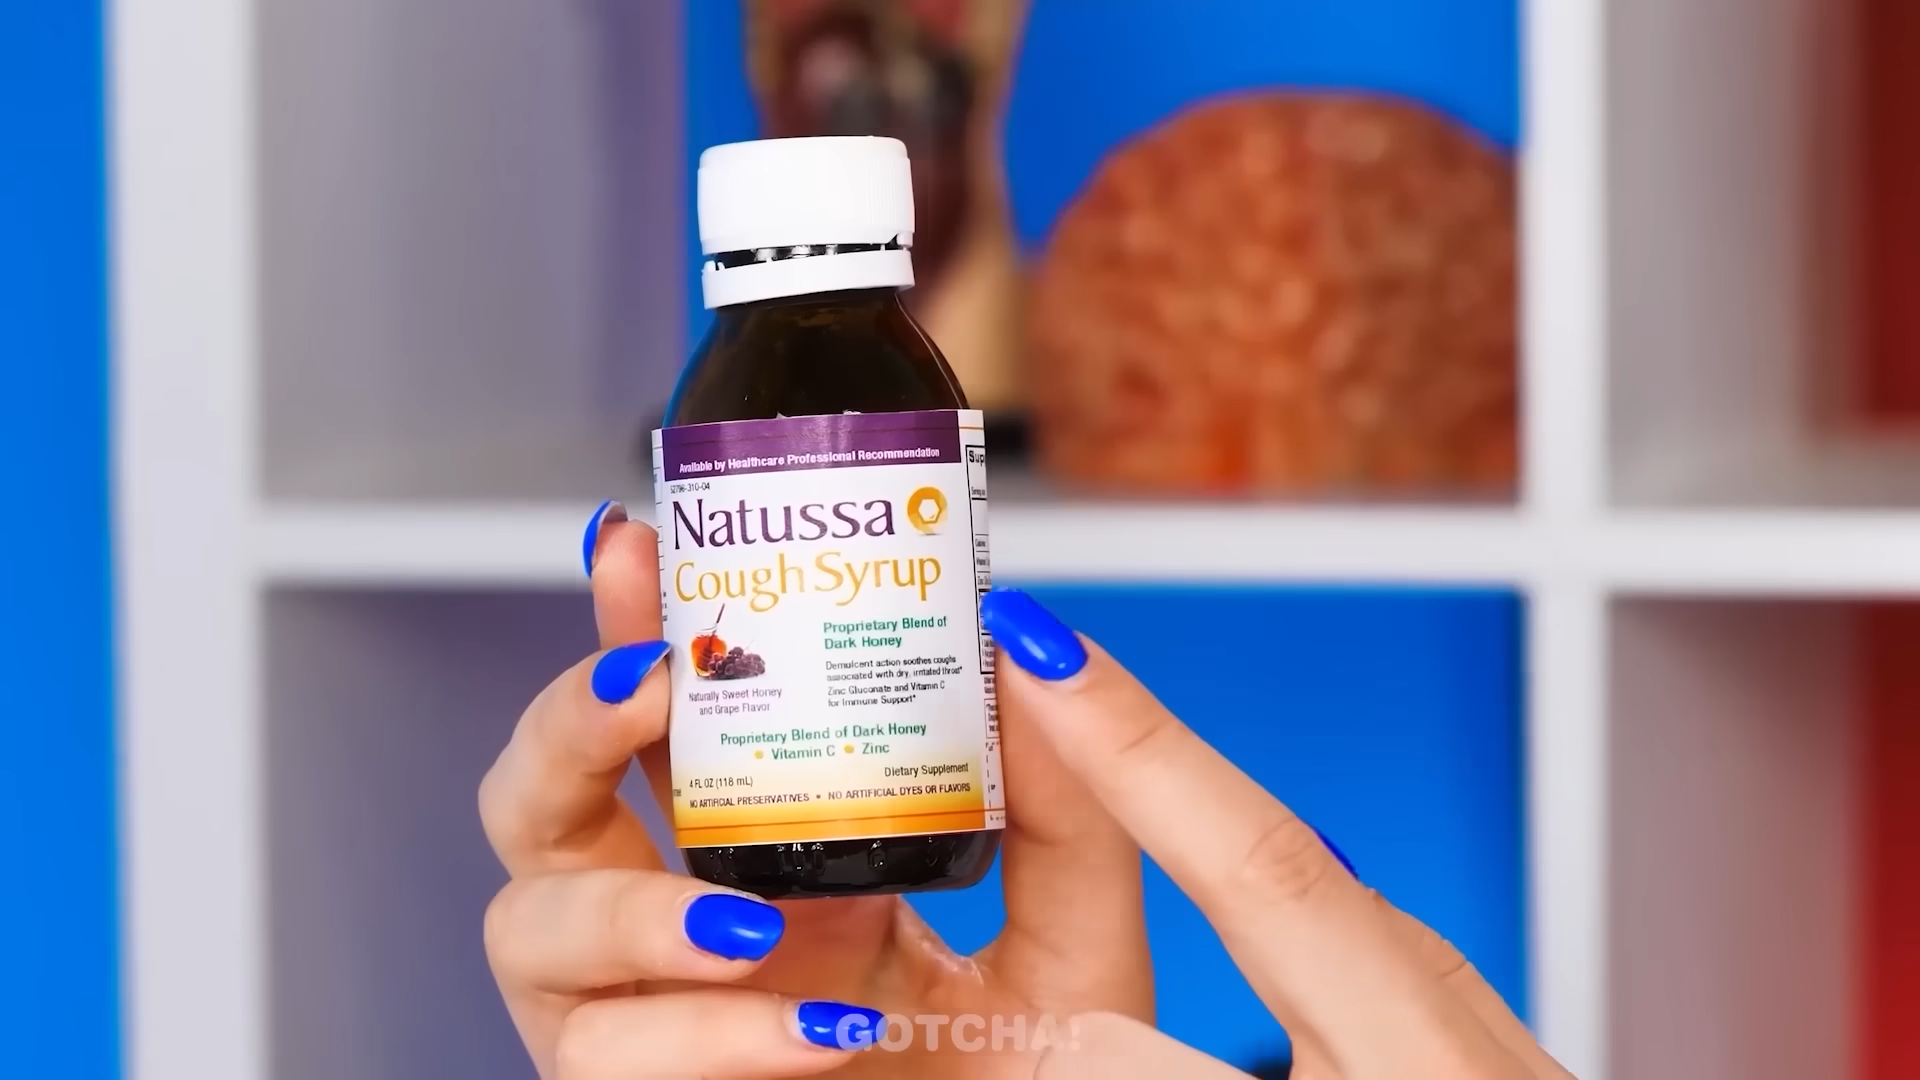 Available by Healthcare Professional Recommendation
52796-310-04
Natussa
Cough Syrup
Proprietary Blend of
Dark Honey
Demulcent action soothes coughs
associated with dry, irritated throat*
Zinc Gluconate and Vitamin C
for Immune Support*
Naturally Sweet Honey
and Grape Flavor
Proprietary Blend of Dark Honey
• Vitamin C • Zinc
Dietary Supplement
4 FL OZ (118 mL)
NO ARTIFICIAL PRESERVATIVES • NO ARTIFICIAL DYES OR FLAVORS
GOTCHA!